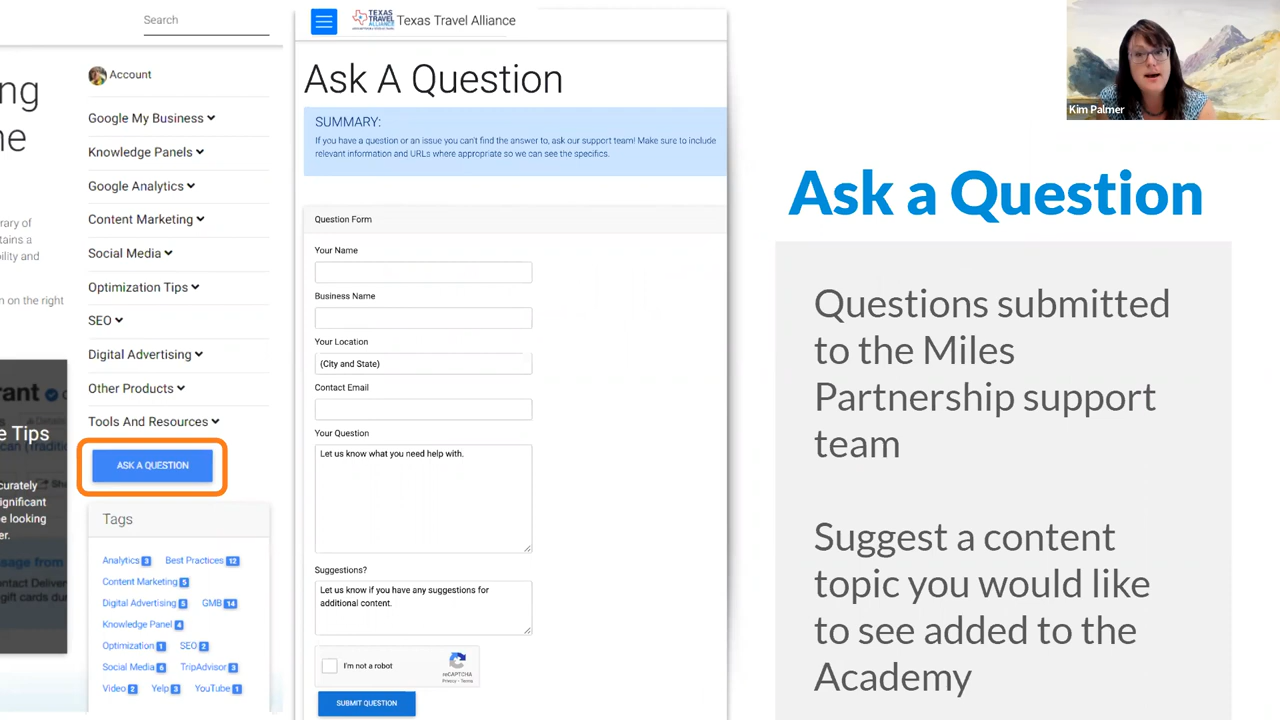 Search
Account
ng
ne
Google My Business
Knowledge Panels
Google Analytics
Content Marketing
Social Media
Optimization Tips
SEO
Digital Advertising
Other Products
Tools And Resources
ASK A QUESTION
rary of
tains a
bility and
n on the right
rant
e Tips
curately
ignificant
be looking
er.
Tags
Analytics 3 Best Practices 12
Content Marketing 5
Digital Advertising 5 GMB 14
Knowledge Panel 4
Optimization 1 SEO 2
Social Media 6 TripAdvisor 3
Video 2 Yelp 3 YouTube 1
TEXAS
TRAVEL
ALLIANCE
Texas Travel Alliance
Ask A Question
SUMMARY:
If you have a question or an issue you can't find the answer to, ask our support team! Make sure to include
relevant information and URLs where appropriate so we can see the specifics.
Question Form
Your Name
Business Name
Your Location
(City and State)
Contact Email
Your Question
Let us know what you need help with.
Suggestions?
Let us know if you have any suggestions for
additional content.
I'm not a robot
reCAPTCHA
Privacy - Terms
SUBMIT QUESTION
Kim Palmer
Ask a Question
Questions submitted
to the Miles
Partnership support
team
Suggest a content
topic you would like
to see added to the
Academy